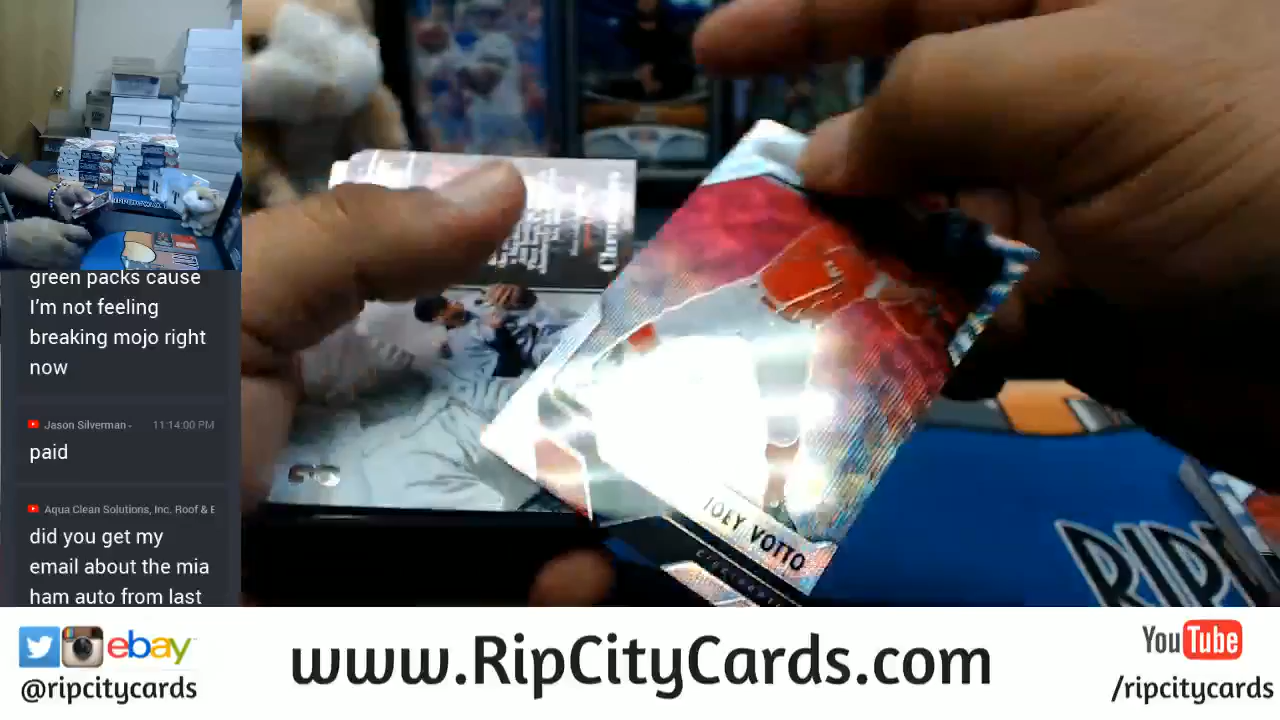 green packs cause
I'm not feeling
breaking mojo right
now
Jason Silverman - 11:14:00 PM
paid
Aqua Clean Solutions, Inc. Roof & E
did you get my
email about the mia
ham auto from last
JOEY VOTTO
www.RipCityCards.com
ebay
@ripcitycards
YouTube
/ripcitycards